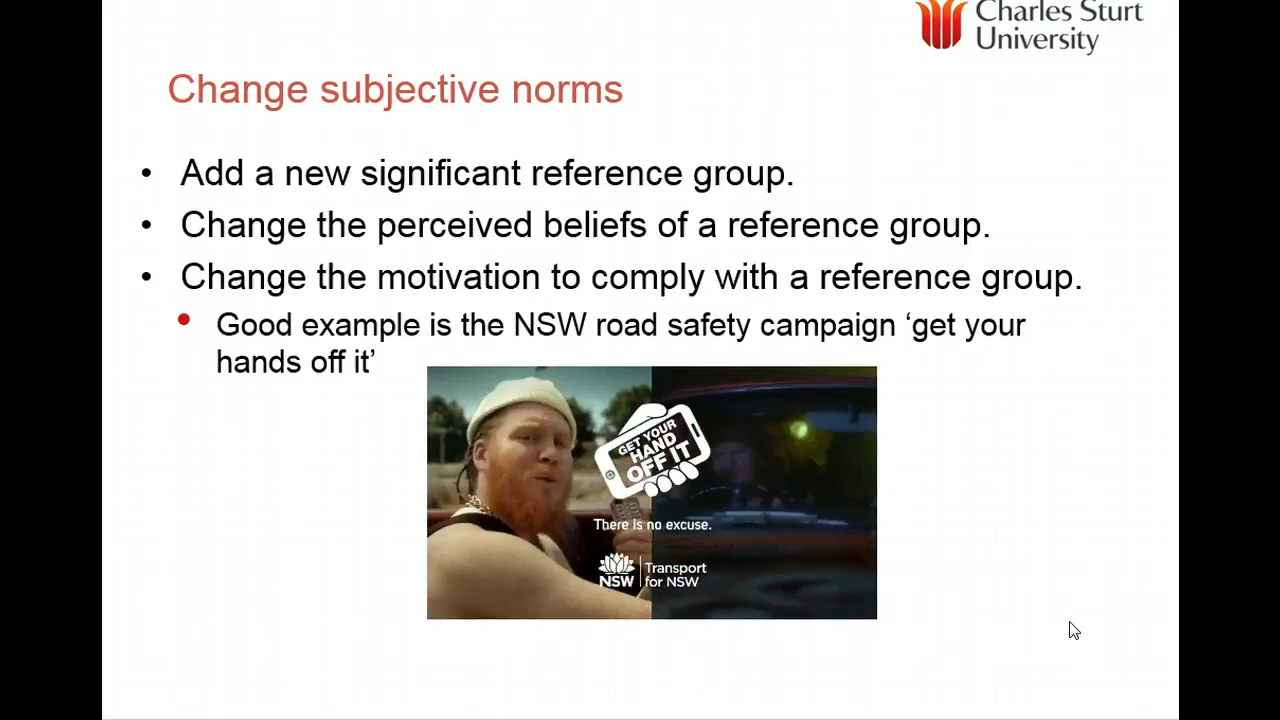 Charles Sturt
University
Change subjective norms
• Add a new significant reference group.
• Change the perceived beliefs of a reference group.
• Change the motivation to comply with a reference group.
• Good example is the NSW road safety campaign ‘get your
hands off it’
GET YOUR
HAND
OFF IT
There is no excuse.
NSW
Transport
for NSW